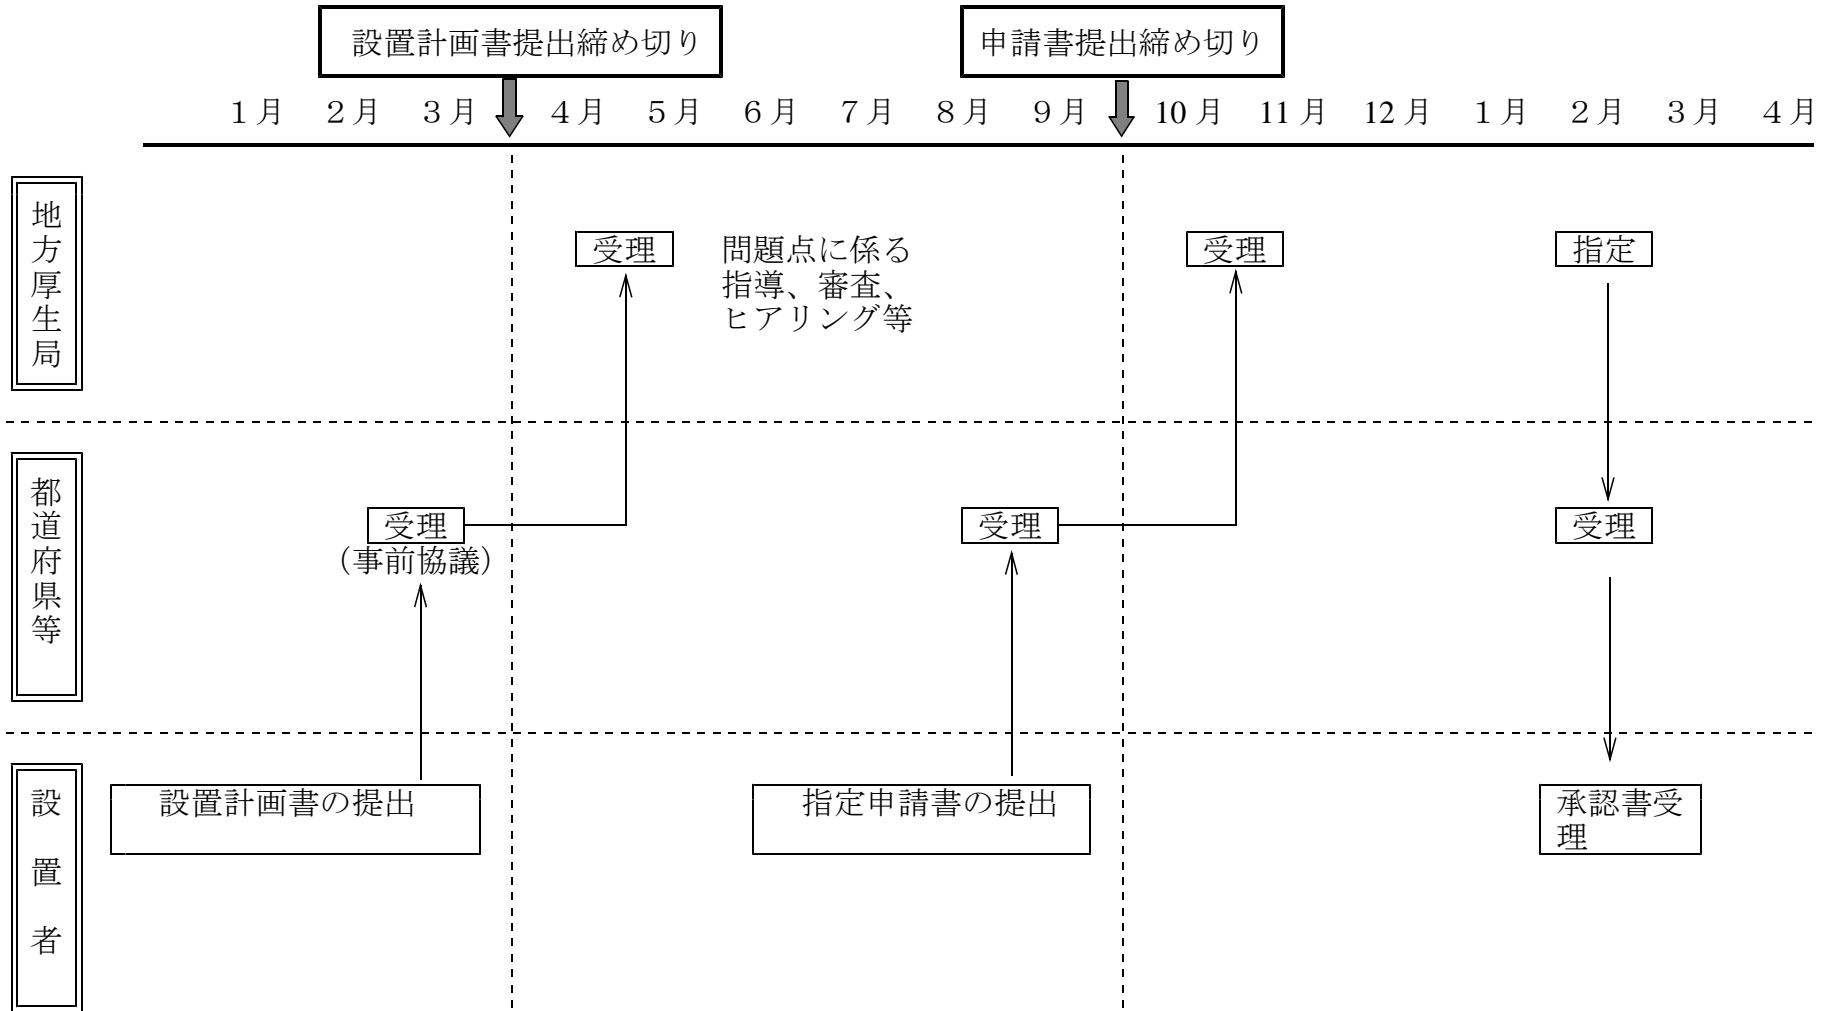 設置計画書提出締め切り
申請書提出締め切り
１月 ２月 ３月 ４月 ５月 ６月 ７月 ８月 ９月 10月 11月 12月 １月 ２月 ３月 ４月
地方厚生局
受理
問題点に係る
指導、審査、
ヒアリング等
受理
指定
都道府県等
受理
（事前協議）
受理
受理
設置者
設置計画書の提出
指定申請書の提出
承認書受
理